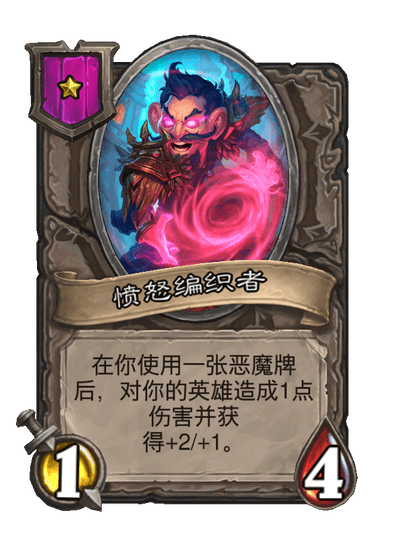 愤怒编织者
在你使用一张恶魔牌
后，对你的英雄造成1点
伤害并获
得+2/+1。
1
4